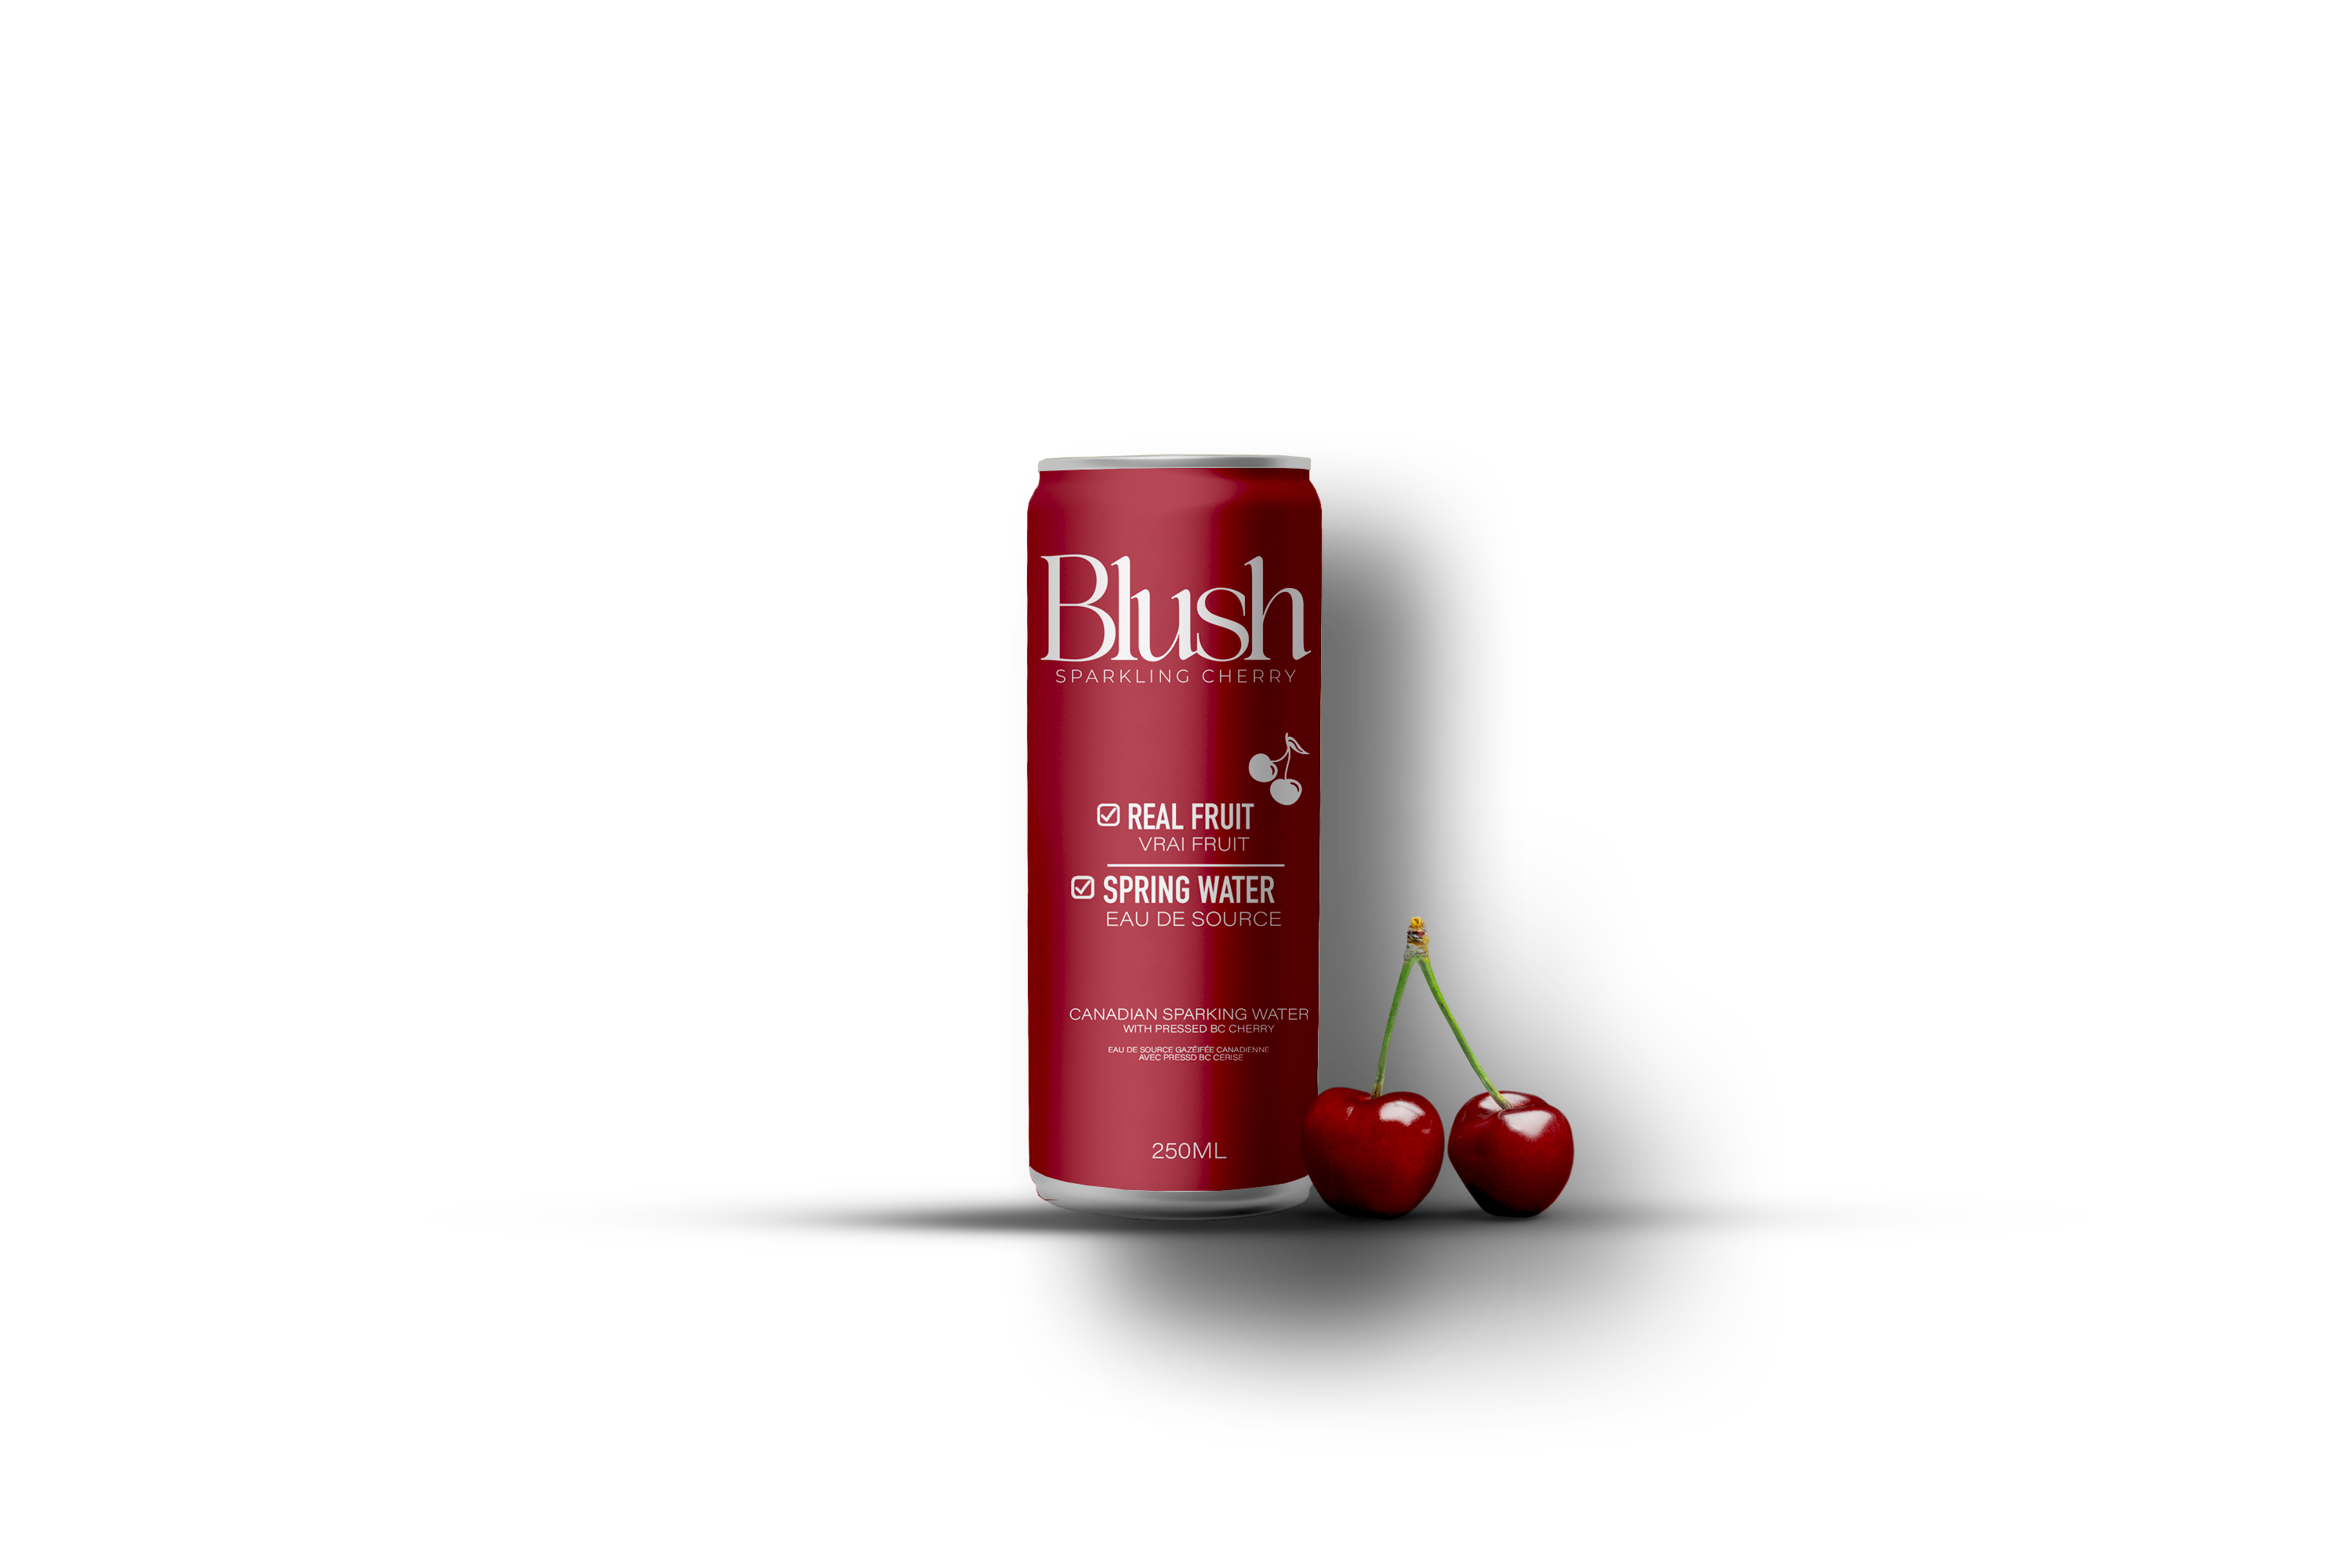 Blush
SPARKLING CHERRY
REAL FRUIT
VRAI FRUIT
SPRING WATER
EAU DE SOURCE
CANADIAN SPARKING WATER
WITH PRESSED BC CHERRY
EAU DE SOURCE GAZÉIFÉE CANADIENNE
AVEC PRESSD BC CERISE
250ML